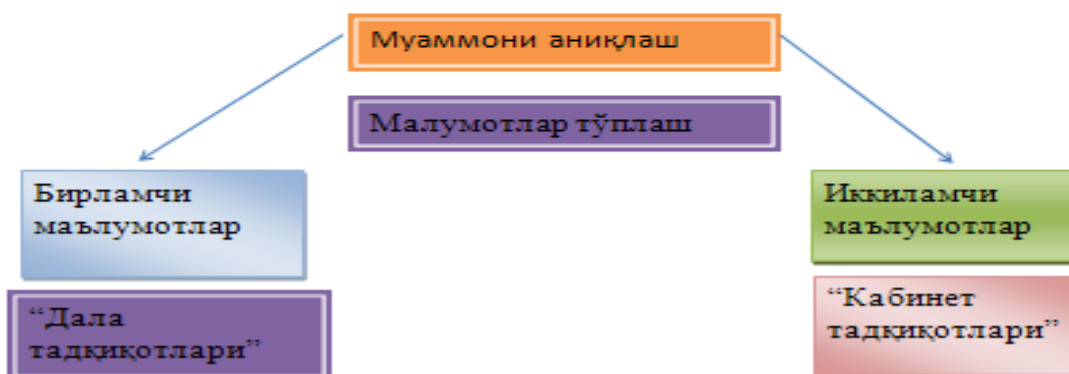 Муаммони аниқлаш
Малумотлар тўплаш
Бирламчи
маълумотлар
Иккиламчи
маълумотлар
“Дала
тадқиқотлари”
“Кабинет
тадқиқотлари”